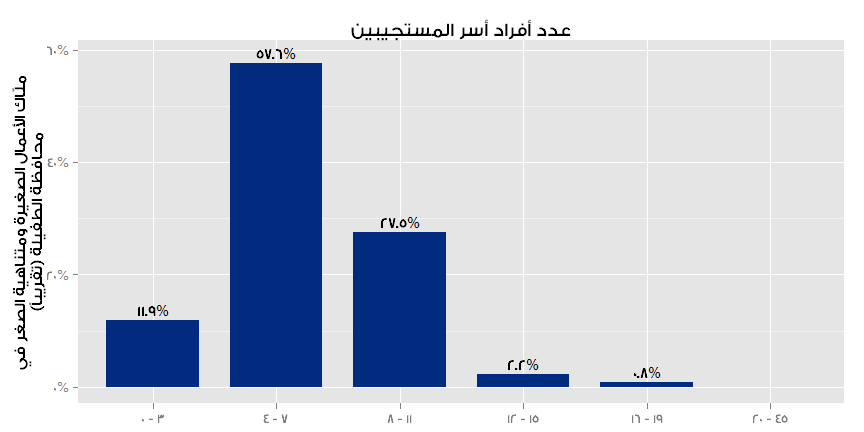 عدد أفراد أسر المستجيبين
ملّاك الأعمال الصغيرة ومتناهية الصغر في
محافظة الطفيلة (تقريباً)
٦٠%
٤٠%
٢٠%
٠%
١١.٩%
٥٧.٦%
٢٧.٥%
٢.٢%
٠.٨%
٠ - ٣
٤ - ٧
٨ - ١١
١٢ - ١٥
١٦ - ١٩
٢٠ - ٤٥